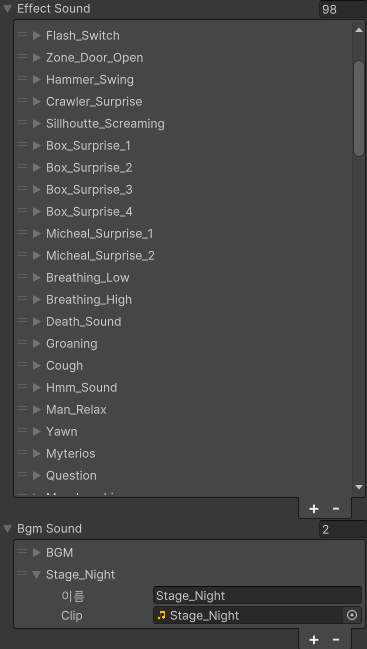 Effect Sound 98
Flash_Switch
Zone_Door_Open
Hammer_Swing
Crawler_Surprise
Sillhoutte_Screaming
Box_Surprise_1
Box_Surprise_2
Box_Surprise_3
Box_Surprise_4
Micheal_Surprise_1
Micheal_Surprise_2
Breathing_Low
Breathing_High
Death_Sound
Groaning
Cough
Hmm_Sound
Man_Relax
Yawn
Myterios
Question
+ -
Bgm Sound 2
BGM
Stage_Night
이름 Stage_Night
Clip Stage_Night
+ -